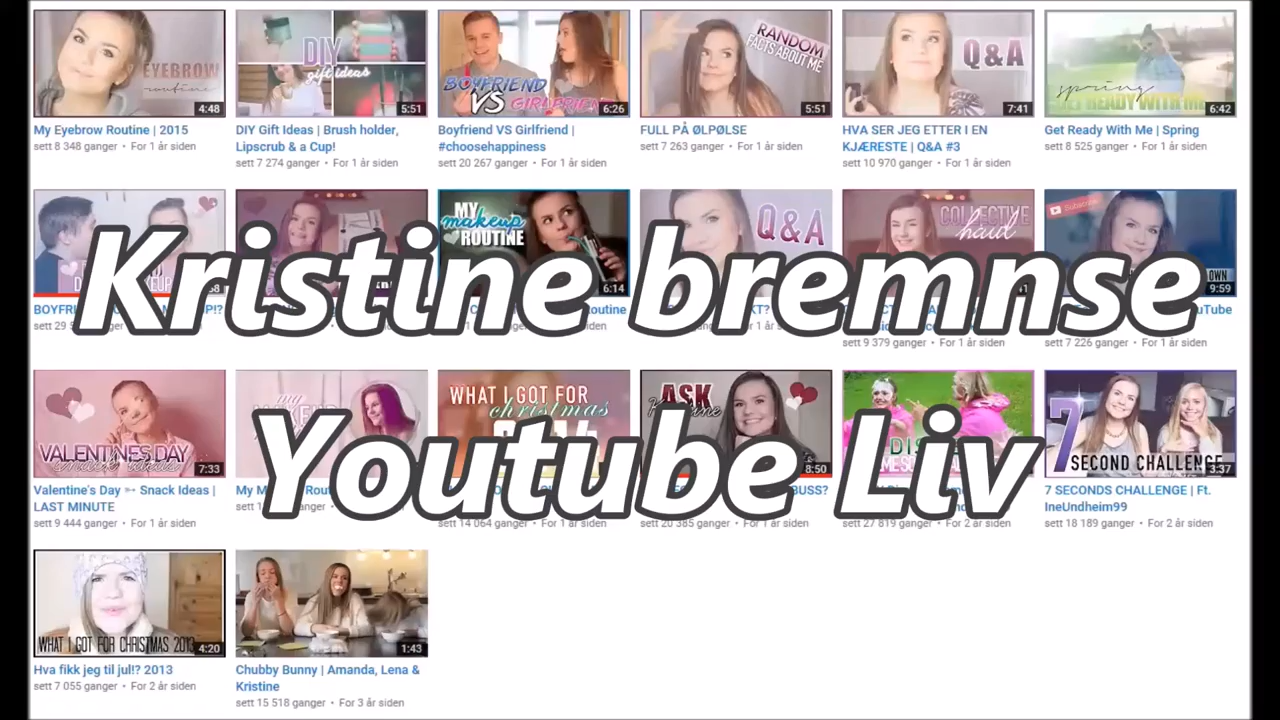 EYEBROW
routine
4:48
DIY
gift ideas
5:51
BOYFRIEND
VS GIRLFRIEND
6:26
RANDOM
FACTS ABOUT ME
5:51
Q&A
7:41
spring
GET READY WITH ME
6:42
My Eyebrow Routine | 2015
sett 8 348 ganger • For 1 år siden
DIY Gift Ideas | Brush holder,
Lipscrub & a Cup!
sett 7 274 ganger • For 1 år siden
Boyfriend VS Girlfriend |
#choosehappiness
sett 20 267 ganger • For 1 år siden
FULL PÅ ØLPØLSE
sett 7 263 ganger • For 1 år siden
HVA SER JEG ETTER I EN
KJÆRESTE | Q&A #3
sett 10 970 ganger • For 1 år siden
Get Ready With Me | Spring
sett 8 525 ganger • For 1 år siden
MY
makeup
ROUTINE
6:14
Q&A
COLLECTIVE
haul
Subscribe
9:59
Kristine bremnse
sett 9 379 ganger • For 1 år siden
sett 7 226 ganger • For 1 år siden
VALENTINES DAY
7:33
WHAT I GOT FOR
christmas
ASK
8:50
7
SECOND CHALLENGE
3:37
Youtube Liv
Valentine's Day ➳ Snack Ideas |
LAST MINUTE
sett 9 444 ganger • For 1 år siden
sett 14 064 ganger • For 1 år siden
sett 20 385 ganger • For 1 år siden
sett 27 819 ganger • For 2 år siden
7 SECONDS CHALLENGE | Ft.
IneUndheim99
sett 18 189 ganger • For 2 år siden
WHAT I GOT FOR CHRISTMAS 2013
4:20
1:43
Hva fikk jeg til jul!? 2013
sett 7 055 ganger • For 2 år siden
Chubby Bunny | Amanda, Lena &
Kristine
sett 15 518 ganger • For 3 år siden